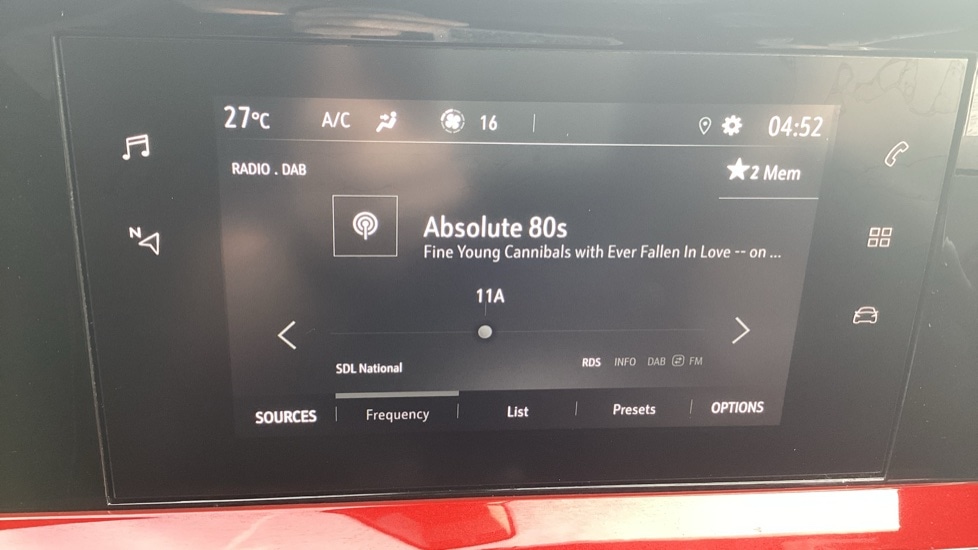 27°C A/C 16 04:52
RADIO . DAB 2 Mem
N
Absolute 80s
Fine Young Cannibals with Ever Fallen In Love -- on ...
11A
SDL National RDS INFO DAB FM
SOURCES Frequency List Presets OPTIONS